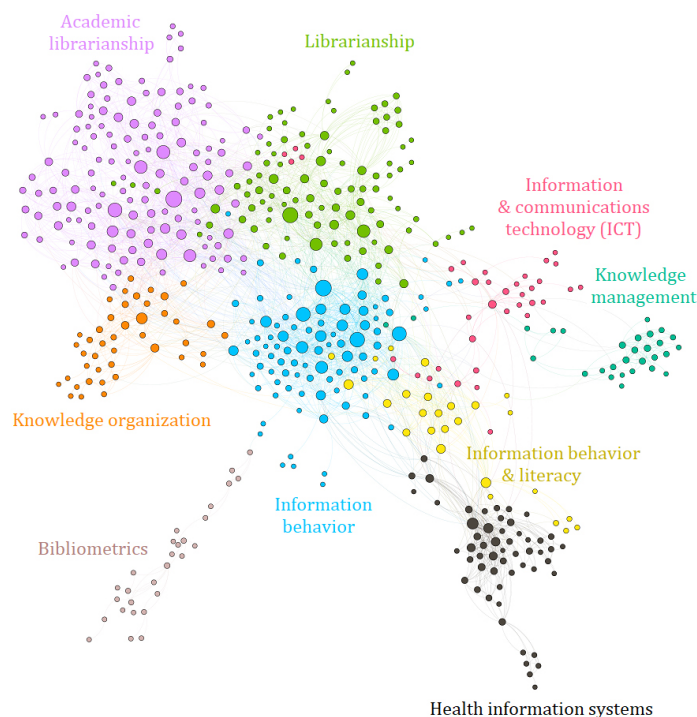 Academic
librarianship
Librarianship
Information
& communications
technology (ICT)
Knowledge
management
Knowledge organization
Information behavior
& literacy
Information
behavior
Bibliometrics
Health information systems